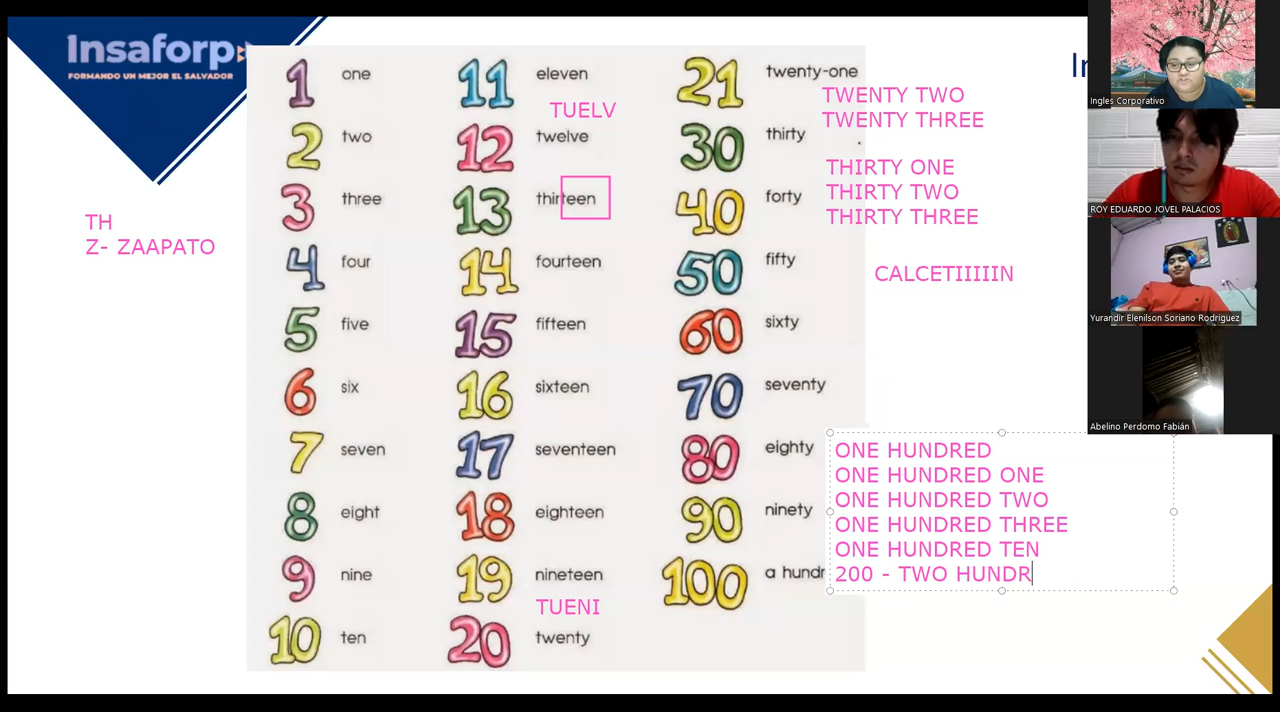 Insaforp
FORMANDO UN MEJOR EL SALVADOR
TH
Z- ZAAPATO
1 one
2 two
3 three
4 four
5 five
6 six
7 seven
8 eight
9 nine
10 ten
11 eleven
TUELV
12 twelve
13 thirteen
14 fourteen
15 fifteen
16 sixteen
17 seventeen
18 eighteen
19 nineteen
TUENI
20 twenty
21 twenty-one
30 thirty
40 forty
50 fifty
60 sixty
70 seventy
80 eighty
90 ninety
100 a hundr
TWENTY TWO
TWENTY THREE
THIRTY ONE
THIRTY TWO
THIRTY THREE
CALCETIIIIIN
ONE HUNDRED
ONE HUNDRED ONE
ONE HUNDRED TWO
ONE HUNDRED THREE
ONE HUNDRED TEN
200 - TWO HUNDR
In
Ingles Corporativo
ROY EDUARDO JOVEL PALACIOS
Yurandir Elenilson Soriano Rodriguez
Abelino Perdomo Fabián